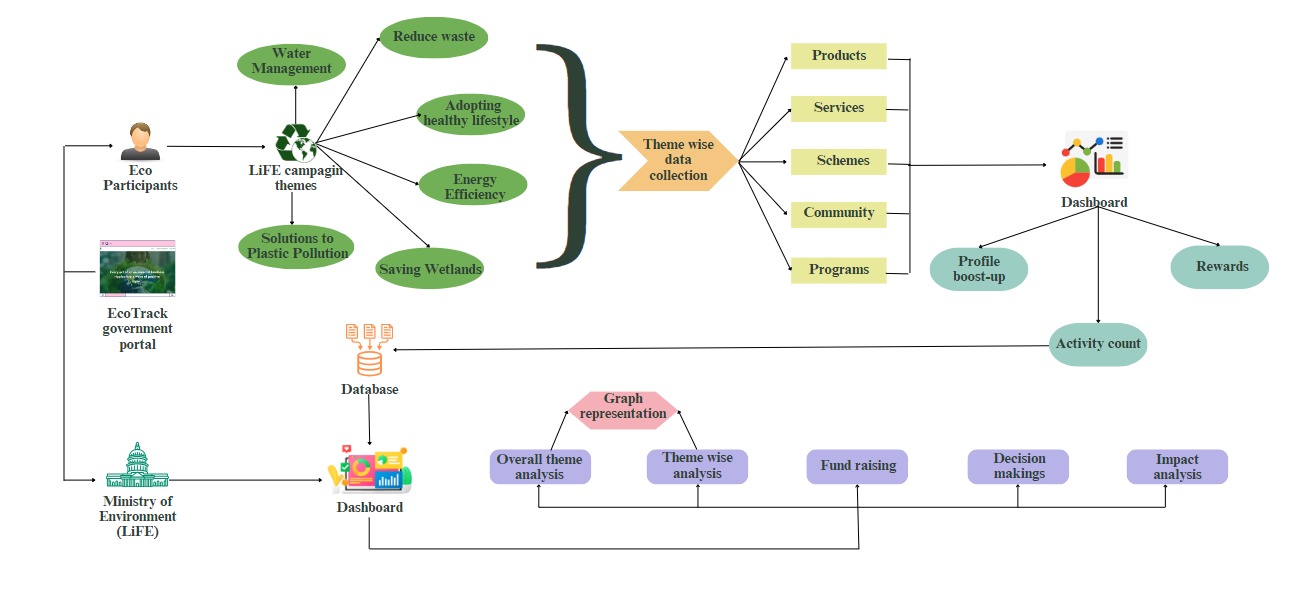 Reduce waste
Water
Management
Products
Adopting
healthy lifestyle
Services
Theme wise
data
collection
Eco
Participants
LiFE campagin
themes
Schemes
Energy
Efficiency
Dashboard
Community
Solutions to
Plastic Pollution
Saving Wetlands
Programs
Profile
boost-up
Rewards
EcoTrack
government
portal
Activity count
Database
Graph
representation
Overall theme
analysis
Theme wise
analysis
Fund raising
Decision
makings
Impact
analysis
Ministry of
Environment
(LiFE)
Dashboard